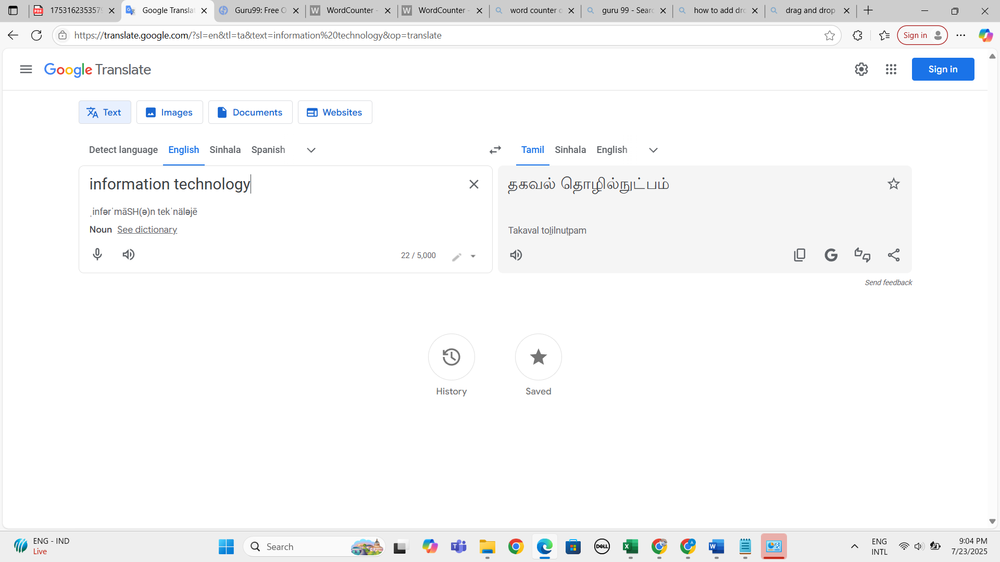 1753162353579
Google Translat
Guru99: Free O
WordCounter -
WordCounter -
word counter o
guru 99 - Searc
how to add dro
drag and drop
https://translate.google.com/?sl=en&tl=ta&text=information%20technology&op=translate
Sign in
Google Translate
Sign in
Text
Images
Documents
Websites
Detect language
English
Sinhala
Spanish
Tamil
Sinhala
English
information technology
ˌinfərˈmāSH(ə)n tekˈnäləjē
Noun See dictionary
22 / 5,000
தகவல் தொழில்நுட்பம்
Takaval toḻilnuṭpam
Send feedback
History
Saved
ENG - IND
Live
Search
DELL
ENG
INTL
9:04 PM
7/23/2025